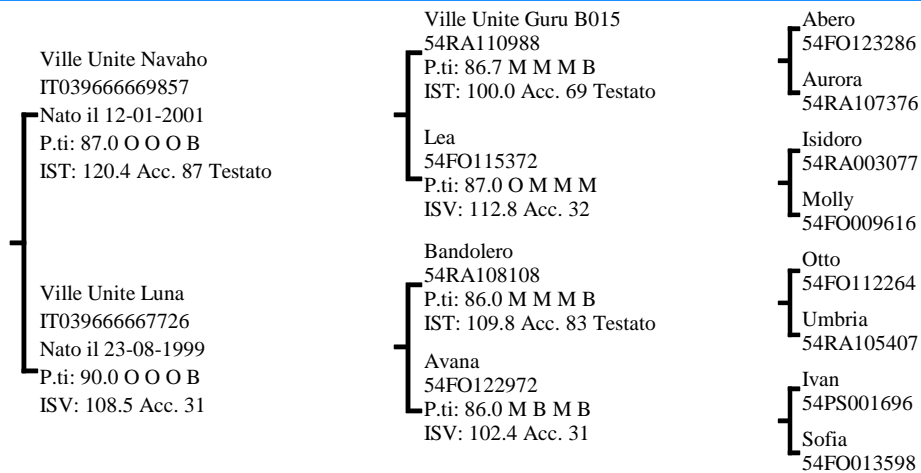 Ville Unite Navaho
IT039666669857
Nato il 12-01-2001
P.ti: 87.0 O O O B
IST: 120.4 Acc. 87 Testato
Ville Unite Luna
IT039666667726
Nato il 23-08-1999
P.ti: 90.0 O O O B
ISV: 108.5 Acc. 31
Ville Unite Guru B015
54RA110988
P.ti: 86.7 M M M B
IST: 100.0 Acc. 69 Testato
Lea
54FO115372
P.ti: 87.0 O M M M
ISV: 112.8 Acc. 32
Bandolero
54RA108108
P.ti: 86.0 M M M B
IST: 109.8 Acc. 83 Testato
Avana
54FO122972
P.ti: 86.0 M B M B
ISV: 102.4 Acc. 31
Abero
54FO123286
Aurora
54RA107376
Isidoro
54RA003077
Molly
54FO009616
Otto
54FO112264
Umbria
54RA105407
Ivan
54PS001696
Sofia
54FO013598